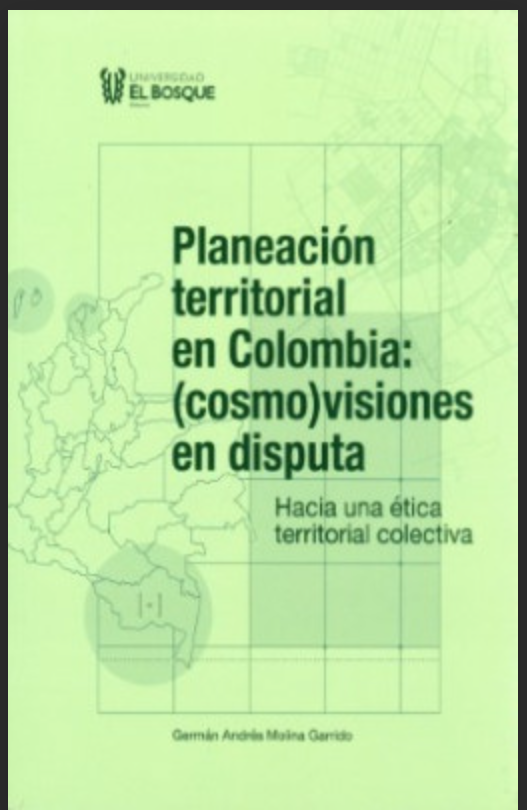 UNIVERSIDAD
EL BOSQUE
Planeación
territorial
en Colombia:
(cosmo)visiones
en disputa
Hacia una ética
territorial colectiva
[•]
Germán Andrés Molina Garrido